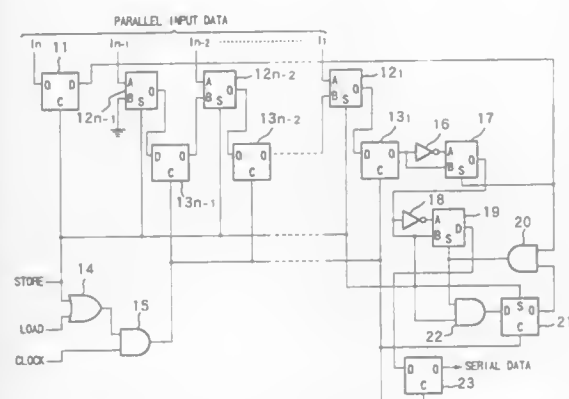 PARALLEL INPUT DATA
In In-1 In-2 I1
11 12n-1 12n-2 121
O D A B S O A B S O A B S O
13n-1 13n-2 131 16 17
D O C O O C D O C A B S O
18 19 20
A B S D
STORE 14
LOAD 15
CLOCK
22 D S C O 21
D O C SERIAL DATA
23